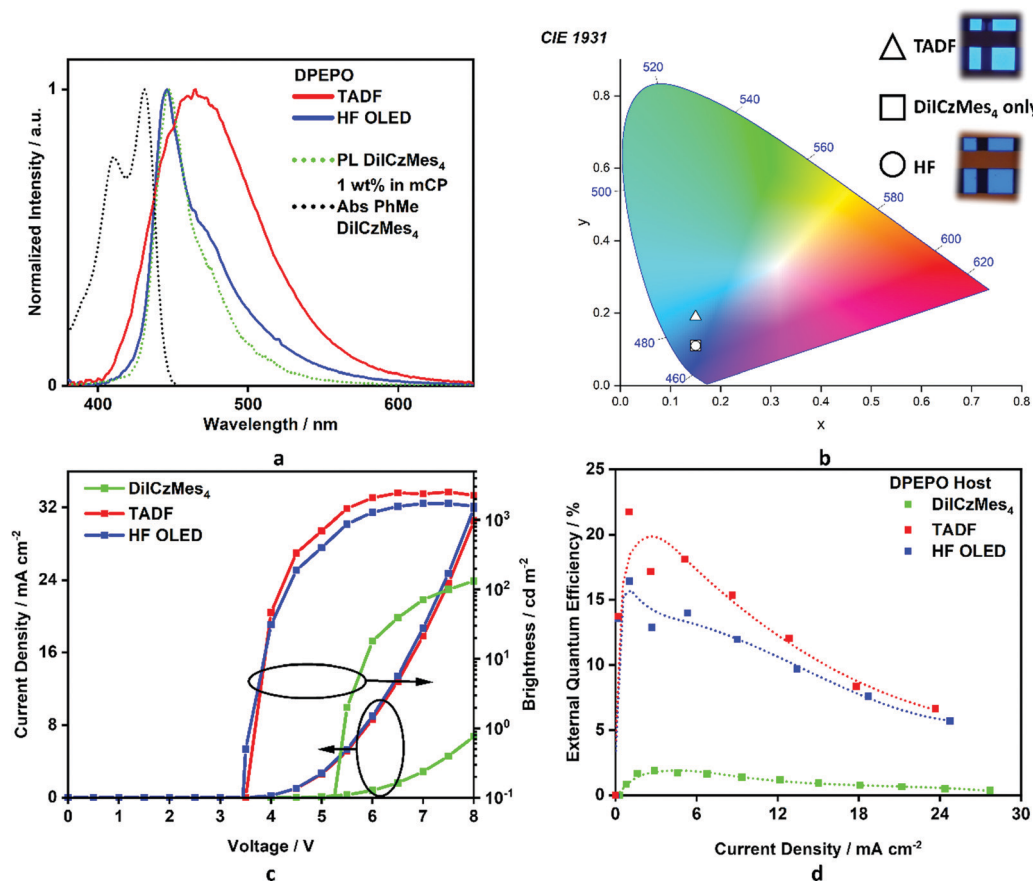 DPEPO
TADF
HF OLED
PL DiICzMes₄
1 wt% in mCP
Abs PhMe
DiICzMes₄
Normalized Intensity / a.u.
1
0
400
500
600
Wavelength / nm
a
CIE 1931
TADF
DiICzMes₄ only
HF
y
0.8
0.6
0.4
0.2
0.0
0.0
0.1
0.2
0.3
0.4
0.5
0.6
0.7
0.8
x
520
540
560
580
600
620
500
480
460
b
DiICzMes₄
TADF
HF OLED
Current Density / mA cm⁻²
32
24
16
8
0
0
1
2
3
4
5
6
7
8
Voltage / V
Brightness / cd m⁻²
10³
10²
10¹
10⁰
10⁻¹
c
DPEPO Host
DiICzMes₄
TADF
HF OLED
External Quantum Efficiency / %
25
20
15
10
5
0
0
6
12
18
24
30
Current Density / mA cm⁻²
d